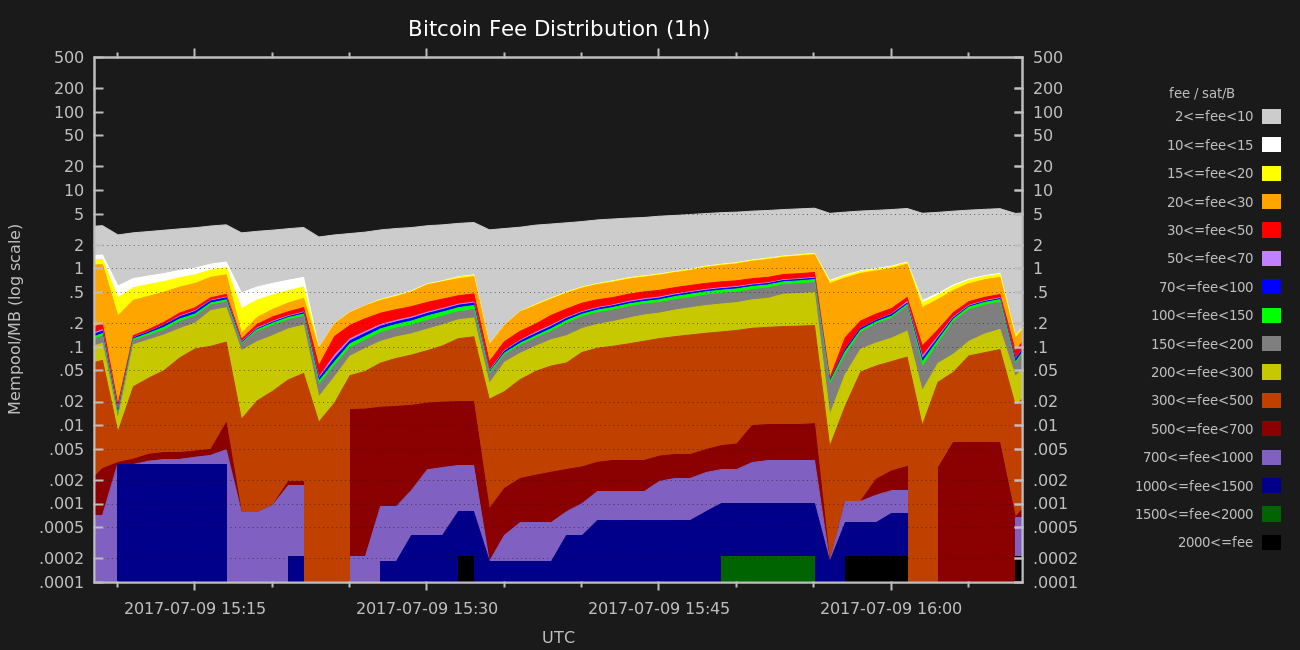 Bitcoin Fee Distribution (1h)
500 500
200 200
100 100
50 50
20 20
10 10
5 5
2 2
1 1
.5 .5
.2 .2
.1 .1
.05 .05
.02 .02
.01 .01
.005 .005
.002 .002
.001 .001
.0005 .0005
.0002 .0002
.0001 .0001
Mempool/MB (log scale)
2017-07-09 15:15 2017-07-09 15:30 2017-07-09 15:45 2017-07-09 16:00
UTC
fee / sat/B
2<=fee<10
10<=fee<15
15<=fee<20
20<=fee<30
30<=fee<50
50<=fee<70
70<=fee<100
100<=fee<150
150<=fee<200
200<=fee<300
300<=fee<500
500<=fee<700
700<=fee<1000
1000<=fee<1500
1500<=fee<2000
2000<=fee